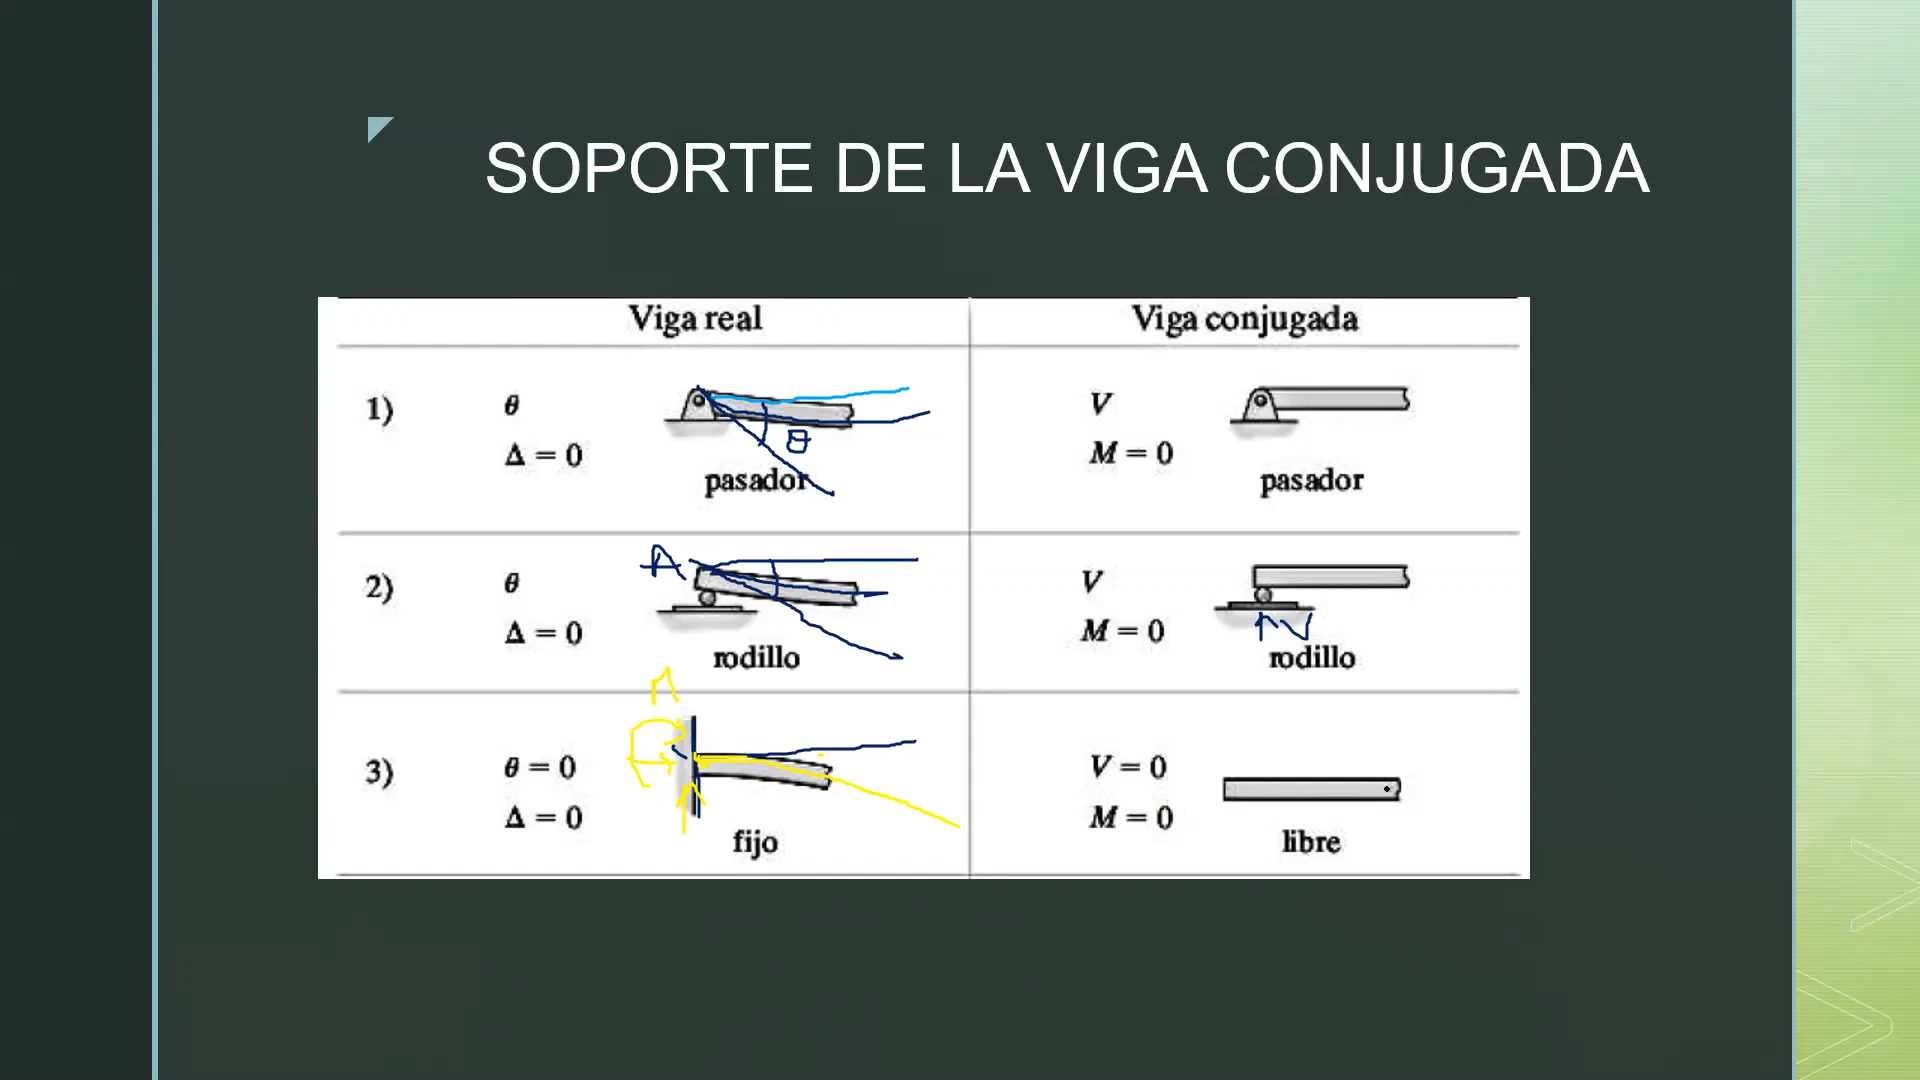 SOPORTE DE LA VIGA CONJUGADA
Viga real
Viga conjugada
1)
θ
Δ = 0
θ
pasador
V
M = 0
pasador
2)
θ
Δ = 0
A
rodillo
V
M = 0
rodillo
3)
θ = 0
Δ = 0
fijo
V = 0
M = 0
libre